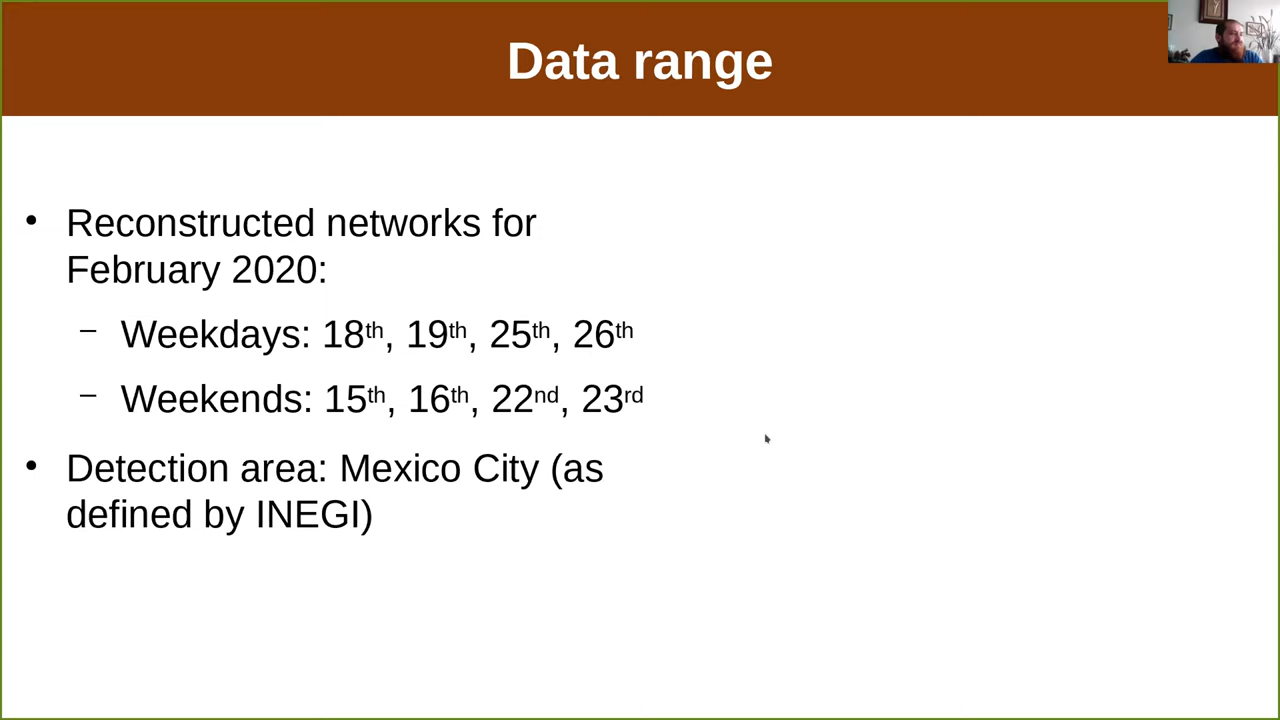 Data range
• Reconstructed networks for
February 2020:
– Weekdays: 18th, 19th, 25th, 26th
– Weekends: 15th, 16th, 22nd, 23rd
• Detection area: Mexico City (as
defined by INEGI)